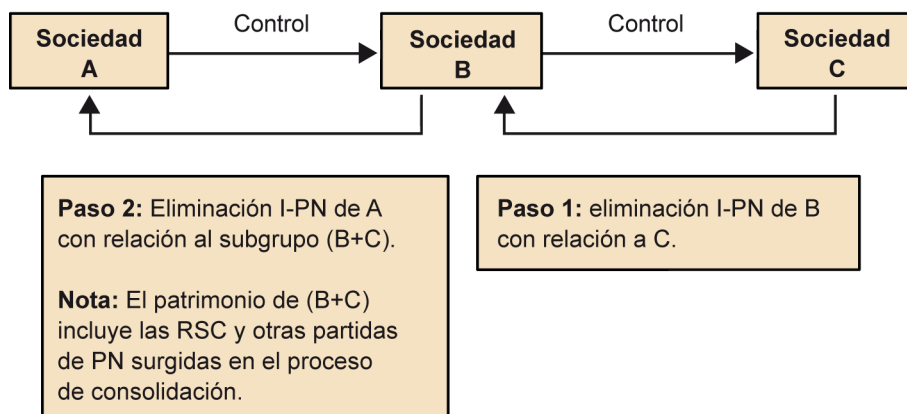 Control
Control
Sociedad
A
Sociedad
B
Sociedad
C
Paso 2: Eliminación I-PN de A
con relación al subgrupo (B+C).
Nota: El patrimonio de (B+C)
incluye las RSC y otras partidas
de PN surgidas en el proceso
de consolidación.
Paso 1: eliminación I-PN de B
con relación a C.